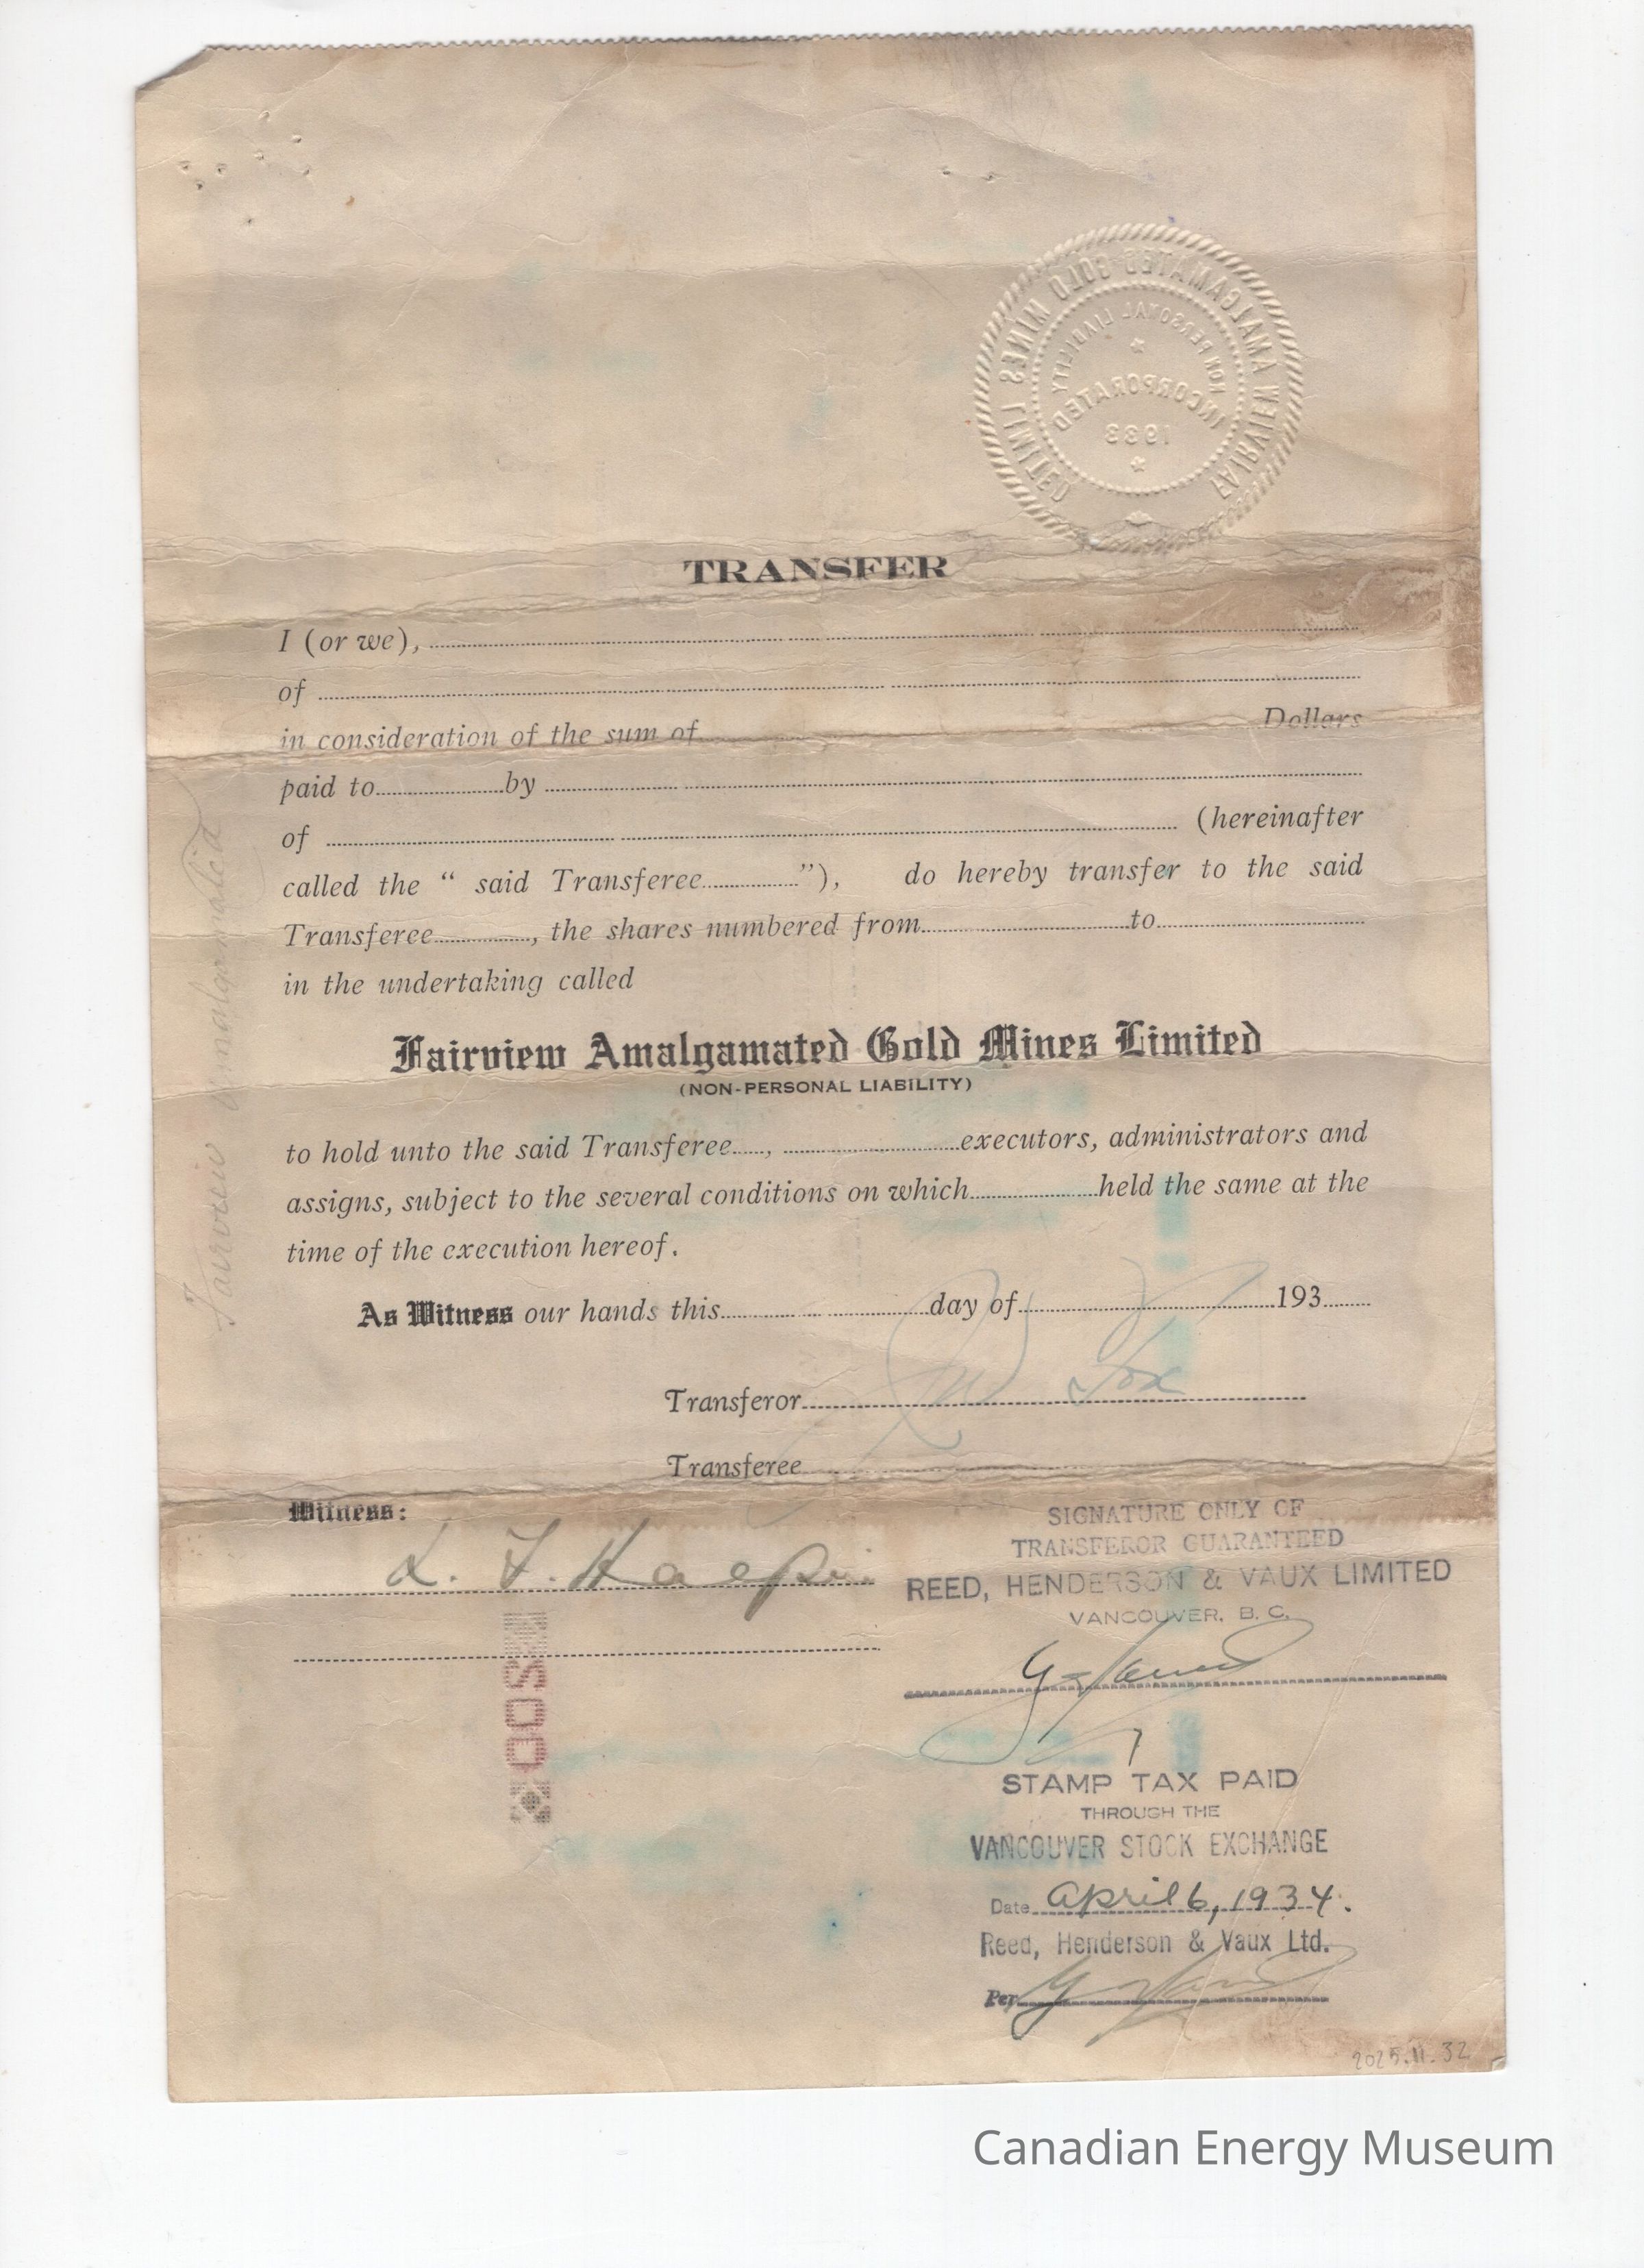 FAIRVIEW AMALGAMATED GOLD MINES LIMITED
NON PERSONAL LIABILITY
INCORPORATED
1933
TRANSFER
I (or we),
of
in consideration of the sum of Dollars
paid to by
of (hereinafter
called the “ said Transferee ”), do hereby transfer to the said
Transferee , the shares numbered from to
in the undertaking called
Fairview Amalgamated Gold Mines Limited
(NON-PERSONAL LIABILITY)
to hold unto the said Transferee , executors, administrators and
assigns, subject to the several conditions on which held the same at the
time of the execution hereof.
As Witness our hands this day of 193
Transferor Fox
Transferee
Witness:
L. F.
SIGNATURE ONLY OF
TRANSFEROR GUARANTEED
REED, HENDERSON & VAUX LIMITED
VANCOUVER, B. C.
STAMP TAX PAID
THROUGH THE
VANCOUVER STOCK EXCHANGE
Date April 6, 1934.
Reed, Henderson & Vaux Ltd.
Per
Fairview Amalgamated
2025.11.32
Canadian Energy Museum